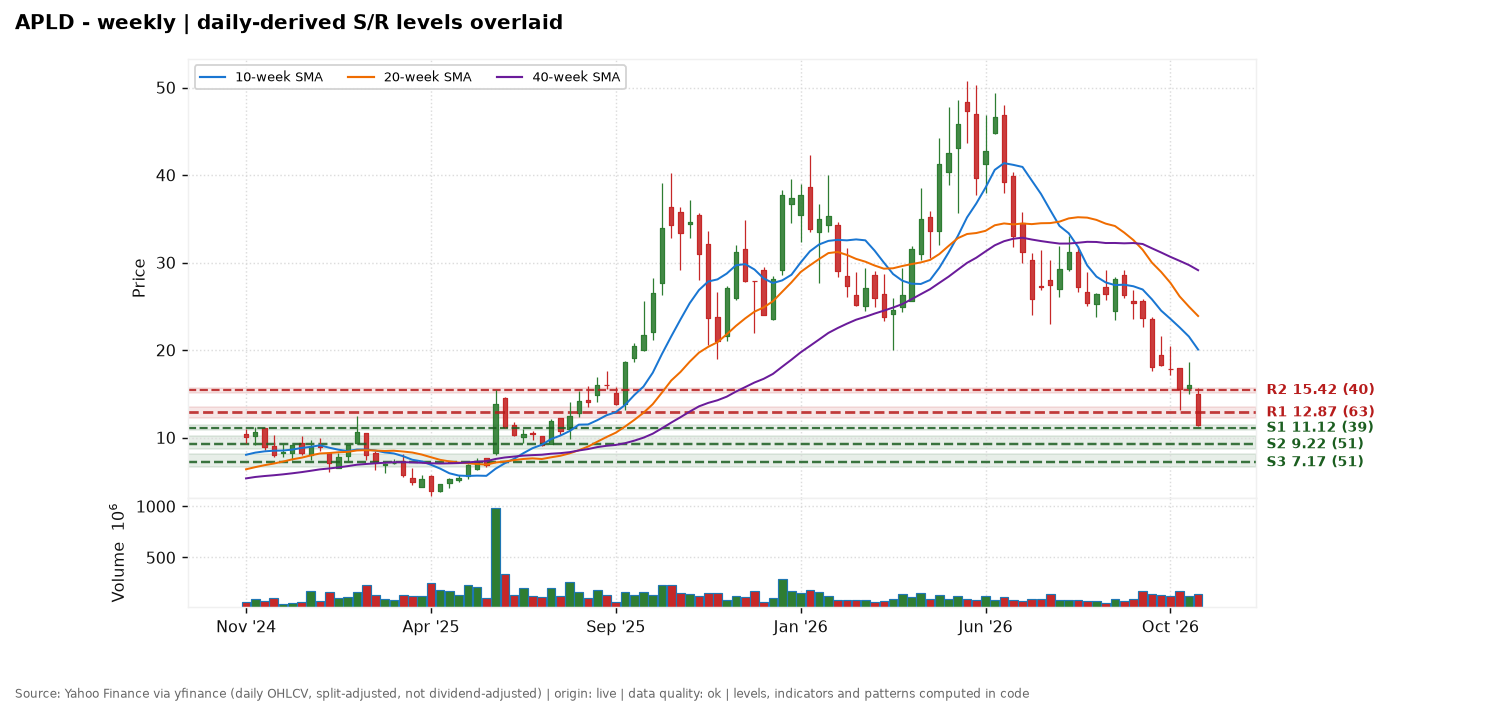 APLD - weekly | daily-derived S/R levels overlaid
10-week SMA
20-week SMA
40-week SMA
Price
50
40
30
20
10
R2 15.42 (40)
R1 12.87 (63)
S1 11.12 (39)
S2 9.22 (51)
S3 7.17 (51)
Volume 10⁶
1000
500
Nov '24
Apr '25
Sep '25
Jan '26
Jun '26
Oct '26
Source: Yahoo Finance via yfinance (daily OHLCV, split-adjusted, not dividend-adjusted) | origin: live | data quality: ok | levels, indicators and patterns computed in code